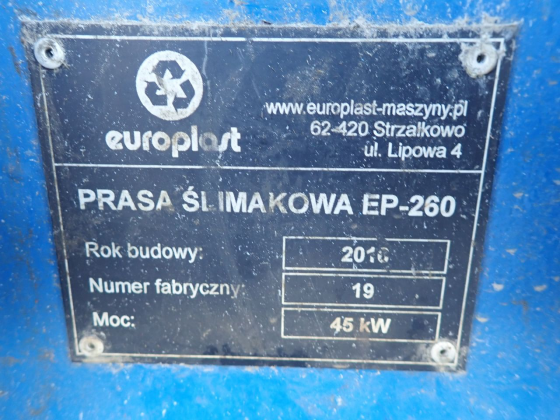 europlast
www.europlast-maszyny.pl
62-420 Strzałkowo
ul. Lipowa 4
PRASA ŚLIMAKOWA EP-260
Rok budowy:
Numer fabryczny: 19
Moc: 45 kW